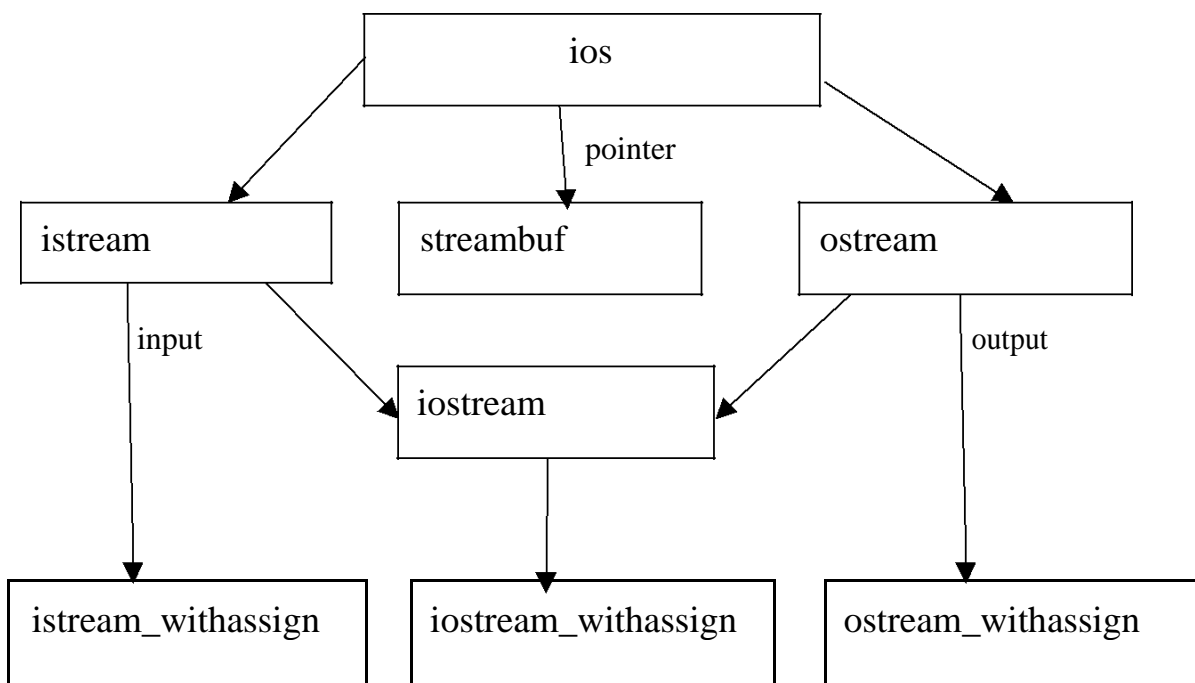 ios
pointer
istream
streambuf
ostream
input
output
iostream
istream_withassign
iostream_withassign
ostream_withassign